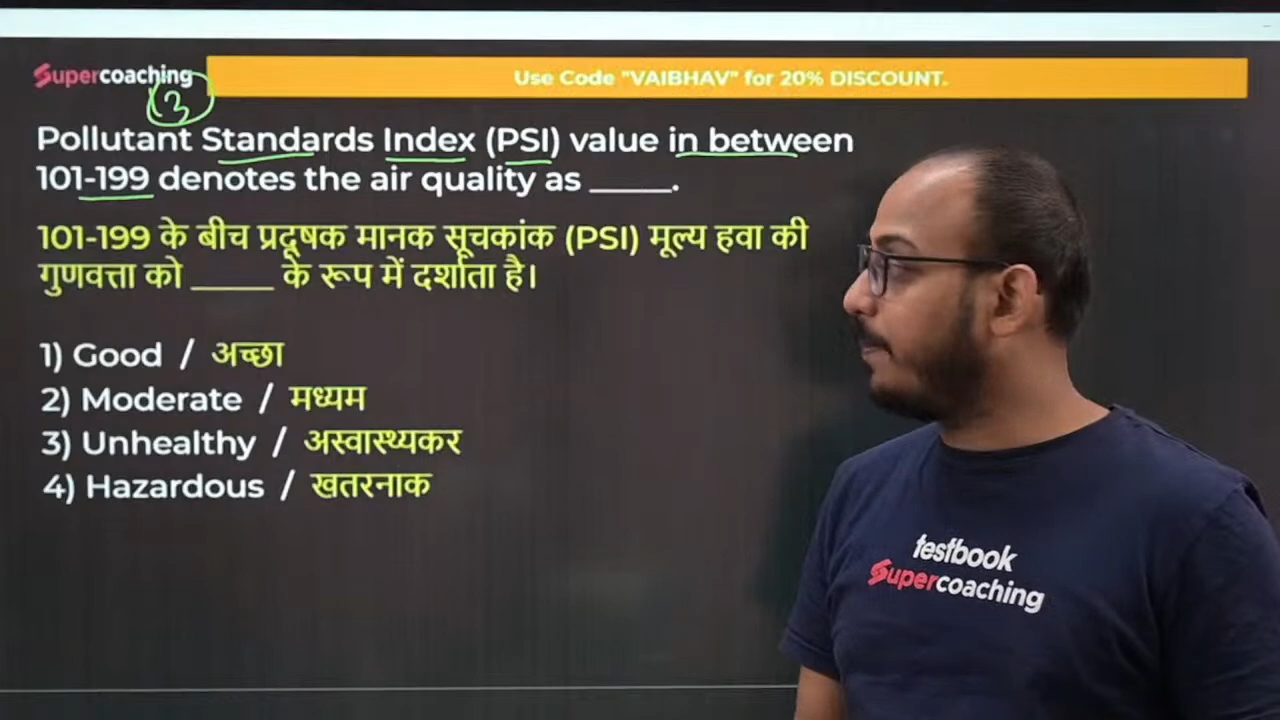 Supercoaching
Use Code "VAIBHAV" for 20% DISCOUNT.
3
Pollutant Standards Index (PSI) value in between
101-199 denotes the air quality as _____.
101-199 के बीच प्रदूषक मानक सूचकांक (PSI) मूल्य हवा की
गुणवत्ता को _____ के रूप में दर्शाता है।
1) Good / अच्छा
2) Moderate / मध्यम
3) Unhealthy / अस्वास्थ्यकर
4) Hazardous / खतरनाक
testbook
Supercoaching